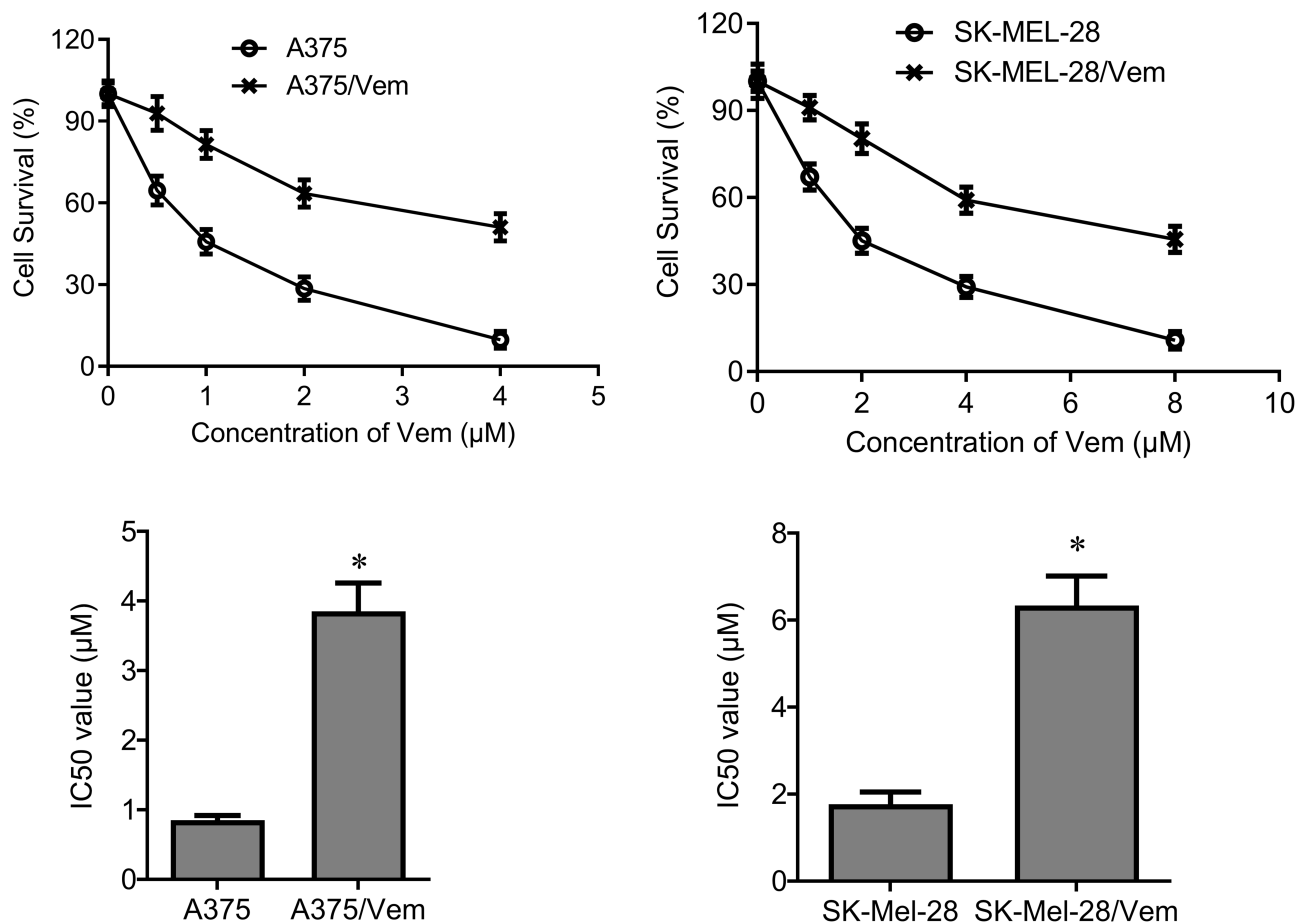 A375
A375/Vem
120
90
60
30
0
Cell Survival (%)
0 1 2 3 4 5
Concentration of Vem (µM)
SK-MEL-28
SK-MEL-28/Vem
120
90
60
30
0
Cell Survival (%)
0 2 4 6 8 10
Concentration of Vem (µM)
5
4
3
2
1
0
IC50 value (µM)
*
A375 A375/Vem
8
6
4
2
0
IC50 value (µM)
*
SK-Mel-28 SK-Mel-28/Vem